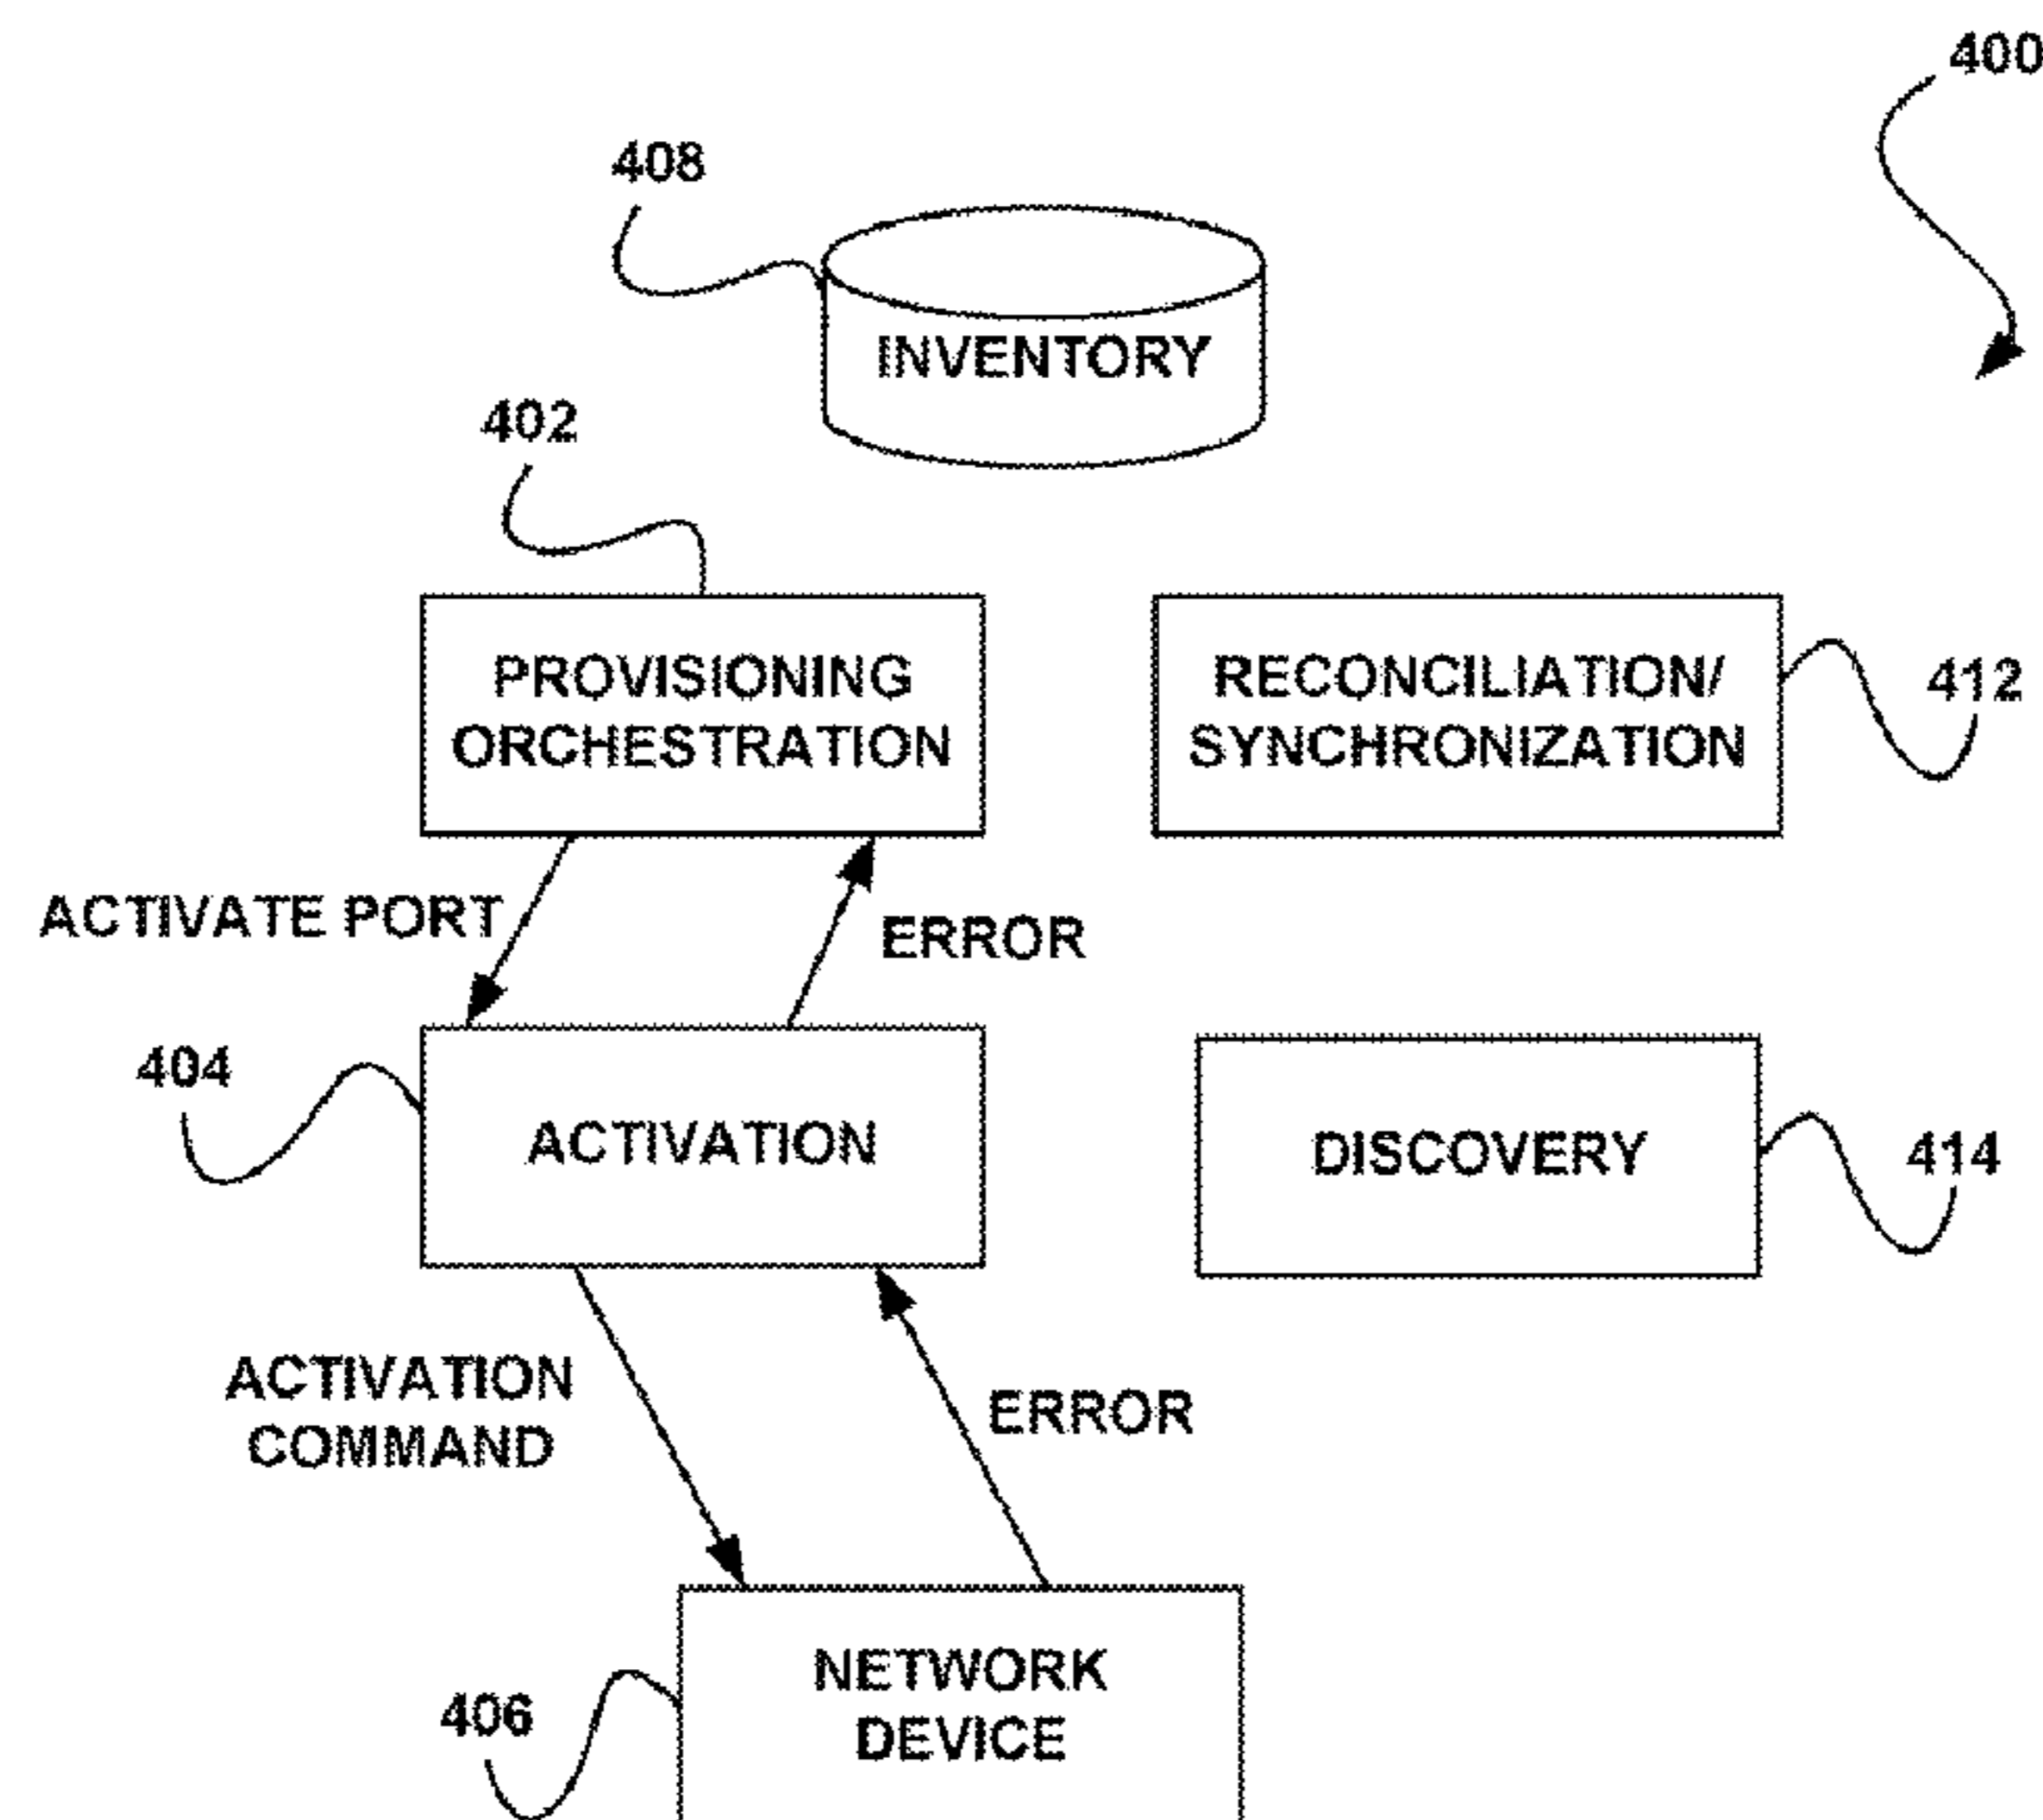 400
408
INVENTORY
402
PROVISIONING
ORCHESTRATION
RECONCILIATION/
SYNCHRONIZATION
412
ACTIVATE PORT
ERROR
404
ACTIVATION
DISCOVERY
414
ACTIVATION
COMMAND
ERROR
NETWORK
DEVICE
406